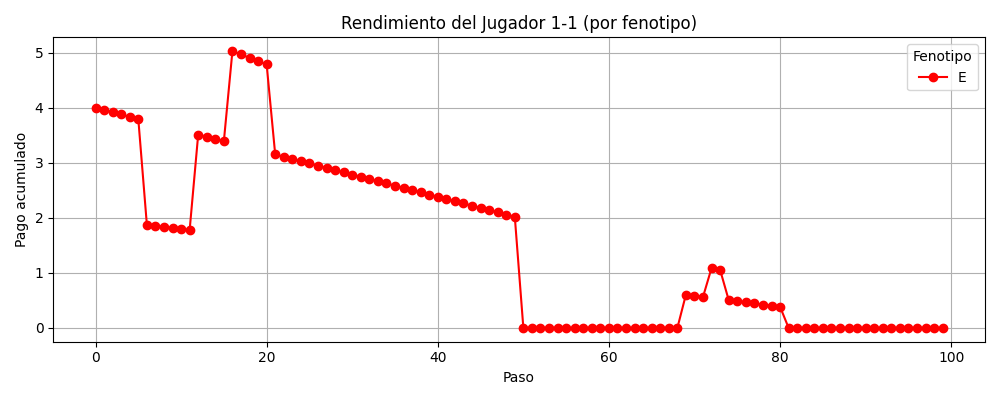 Rendimiento del Jugador 1-1 (por fenotipo)
Fenotipo
E
Pago acumulado
5
4
3
2
1
0
0 20 40 60 80 100
Paso